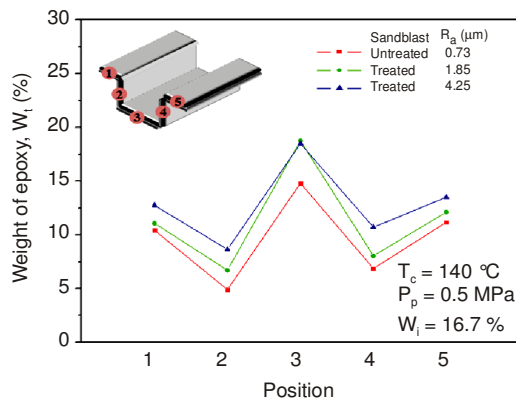 30
25
20
15
10
5
0
Weight of epoxy, Wt (%)
1
2
3
4
5
Sandblast Ra (μm)
Untreated 0.73
Treated 1.85
Treated 4.25
Tc = 140 °C
Pp = 0.5 MPa
Wi = 16.7 %
1 2 3 4 5
Position